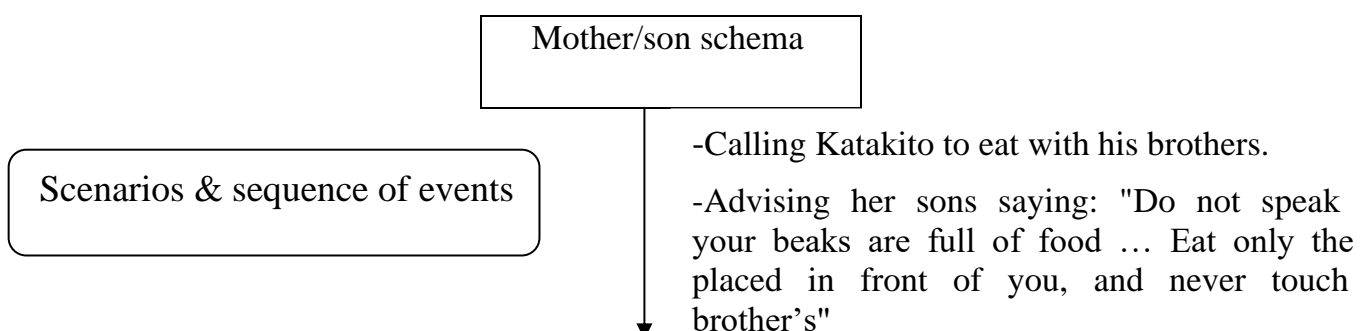 Mother/son schema
-Calling Katakito to eat with his brothers.
Scenarios & sequence of events
-Advising her sons saying: "Do not speak
your beaks are full of food … Eat only the
placed in front of you, and never touch
brother’s"